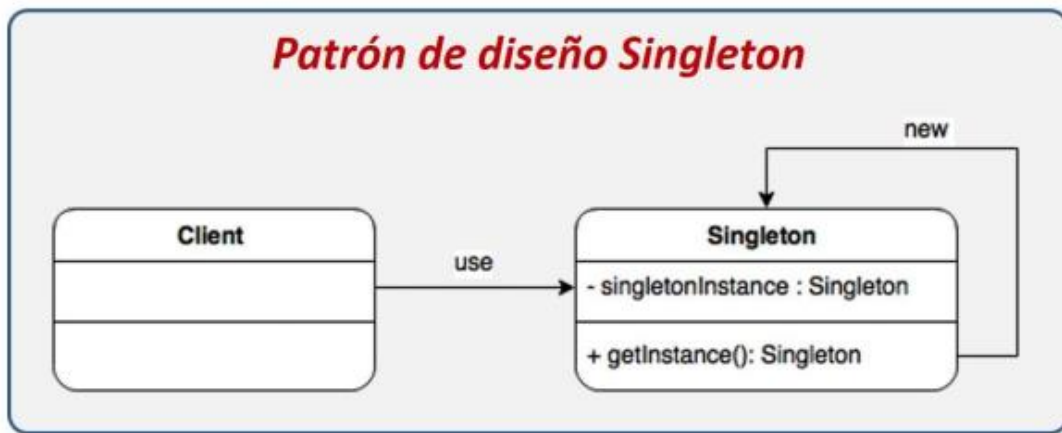 Patrón de diseño Singleton
new
Client
use
Singleton
- singletonInstance : Singleton
+ getInstance(): Singleton